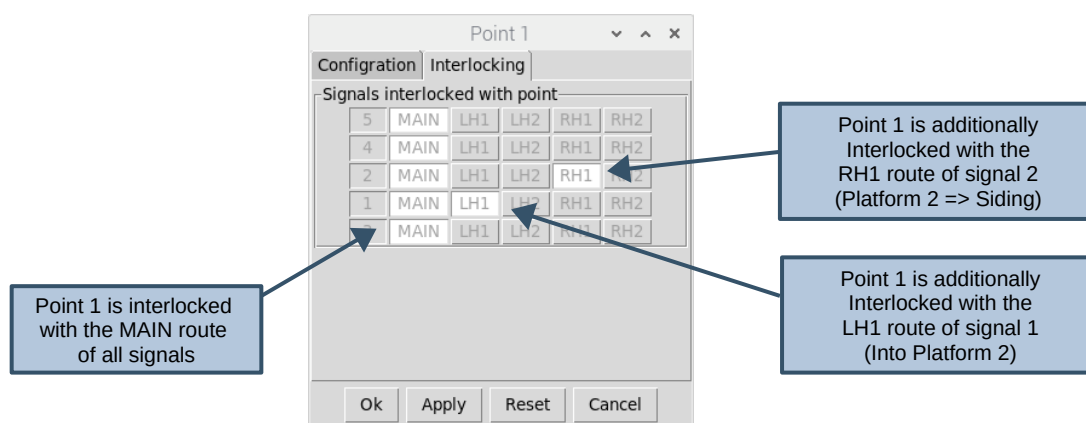 Point 1
Configration Interlocking
Signals interlocked with point
5 MAIN LH1 LH2 RH1 RH2
4 MAIN LH1 LH2 RH1 RH2
2 MAIN LH1 LH2 RH1 RH2
1 MAIN LH1 LH2 RH1 RH2
3 MAIN LH1 LH2 RH1 RH2
Ok Apply Reset Cancel
Point 1 is additionally
Interlocked with the
RH1 route of signal 2
(Platform 2 => Siding)
Point 1 is additionally
Interlocked with the
LH1 route of signal 1
(Into Platform 2)
Point 1 is interlocked
with the MAIN route
of all signals